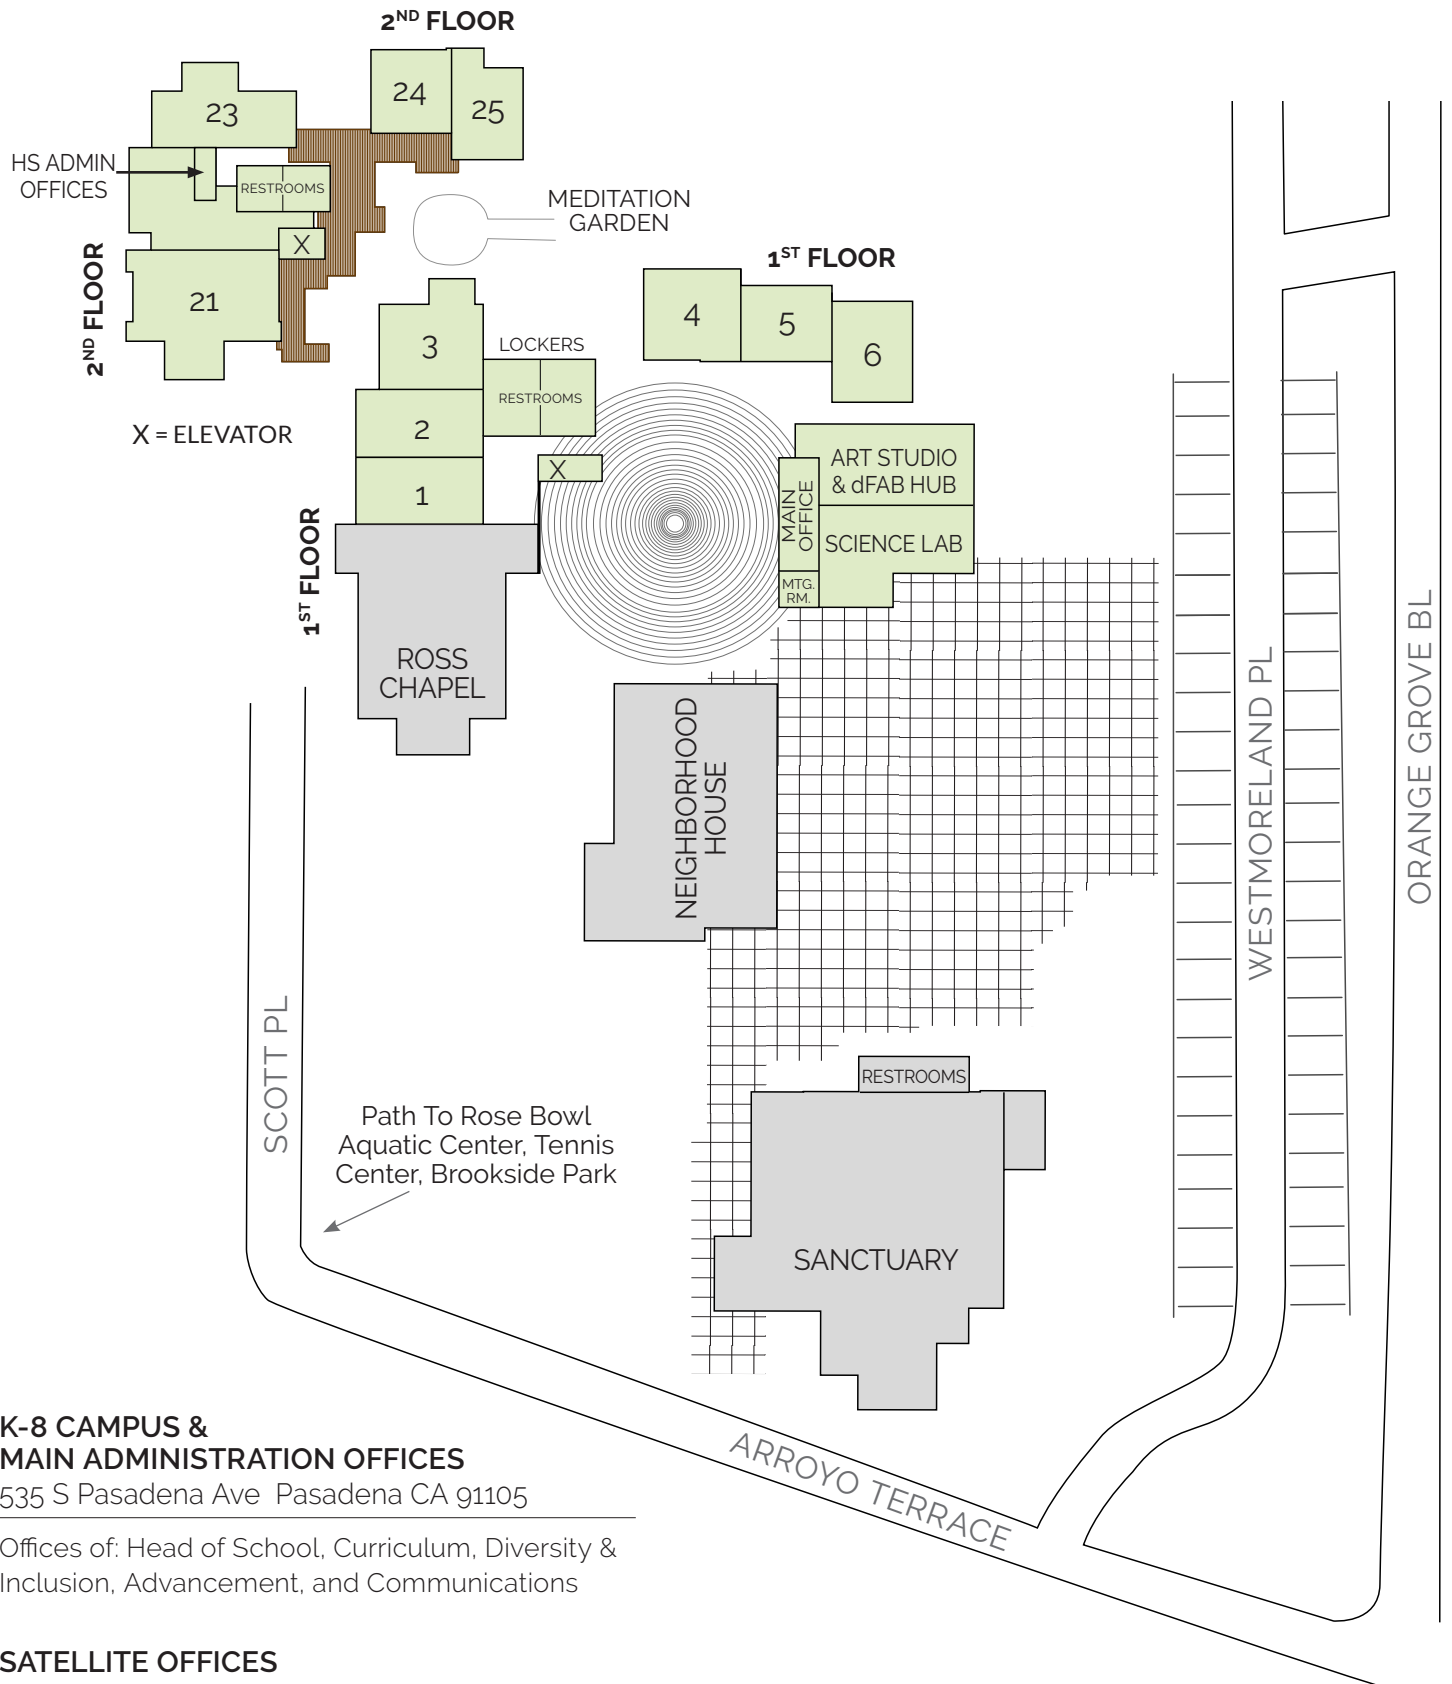 2ND FLOOR
24
25
23
HS ADMIN
OFFICES
RESTROOMS
X
2ND FLOOR
21
MEDITATION
GARDEN
1ST FLOOR
4
5
6
3
LOCKERS
RESTROOMS
2
X = ELEVATOR
X
1
1ST FLOOR
ART STUDIO
& dFAB HUB
MAIN
OFFICE
SCIENCE LAB
MTG.
RM.
ROSS
CHAPEL
NEIGHBORHOOD
HOUSE
WESTMORELAND PL
ORANGE GROVE BL
SCOTT PL
Path To Rose Bowl
Aquatic Center, Tennis
Center, Brookside Park
RESTROOMS
SANCTUARY
ARROYO TERRACE
K-8 CAMPUS &
MAIN ADMINISTRATION OFFICES
535 S Pasadena Ave Pasadena CA 91105
Offices of: Head of School, Curriculum, Diversity &
Inclusion, Advancement, and Communications
SATELLITE OFFICES